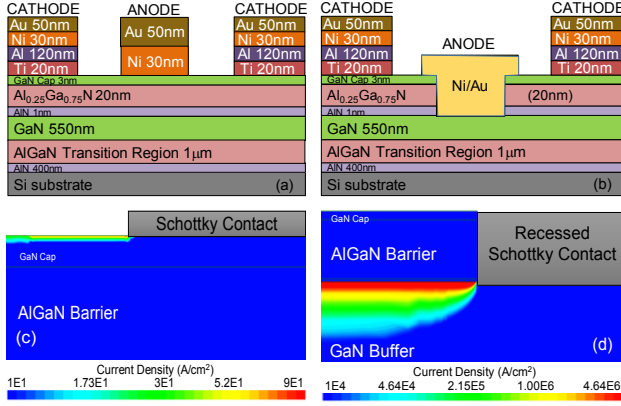 CATHODE ANODE CATHODE
Au 50nm Au 50nm Au 50nm
Ni 30nm Ni 30nm
Al 120nm Ni 30nm Al 120nm
Ti 20nm Ti 20nm
GaN Cap 3nm
Al0.25Ga0.75N 20nm
AlN 1nm
GaN 550nm
AlGaN Transition Region 1μm
AlN 400nm
Si substrate (a)
CATHODE CATHODE
Au 50nm ANODE Au 50nm
Ni 30nm Ni 30nm
Al 120nm Al 120nm
Ti 20nm Ni/Au Ti 20nm
GaN Cap 3nm
Al0.25Ga0.75N (20nm)
AlN 1nm
GaN 550nm
AlGaN Transition Region 1μm
AlN 400nm
Si substrate (b)
Schottky Contact
GaN Cap
AlGaN Barrier
(c)
Current Density (A/cm²)
1E1 1.73E1 3E1 5.2E1 9E1
GaN Cap
AlGaN Barrier
Recessed
Schottky Contact
GaN Buffer (d)
Current Density (A/cm²)
1E4 4.64E4 2.15E5 1.00E6 4.64E6